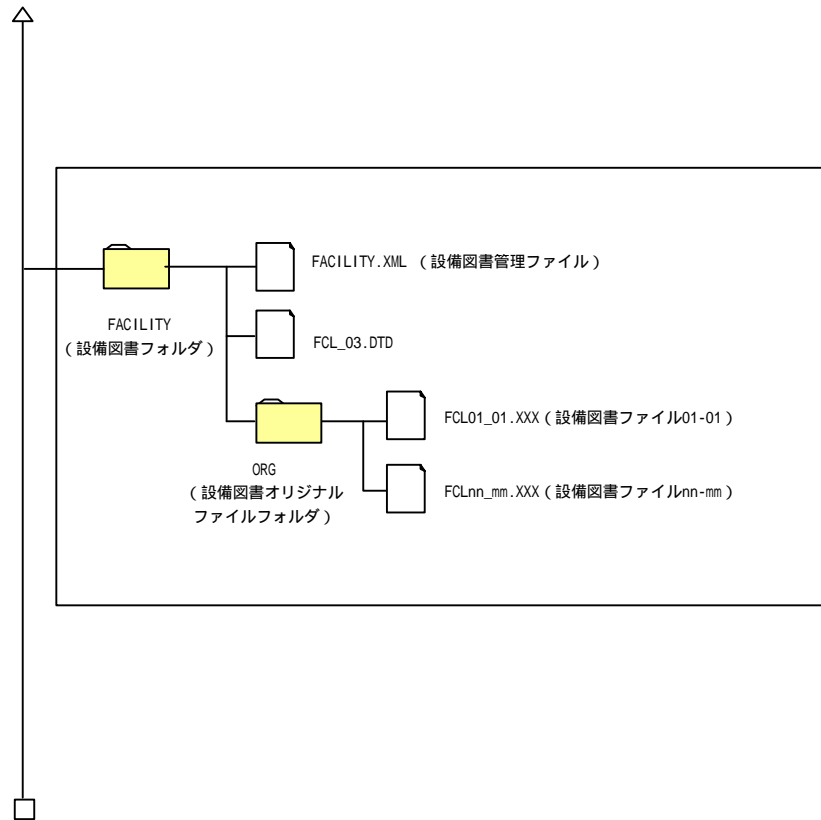 FACILITY.XML （設備図書管理ファイル）
FACILITY
（設備図書フォルダ）
FCL_03.DTD
FCL01_01.XXX（設備図書ファイル01-01）
ORG
（設備図書オリジナル
ファイルフォルダ）
FCLnn_mm.XXX（設備図書ファイルnn-mm）